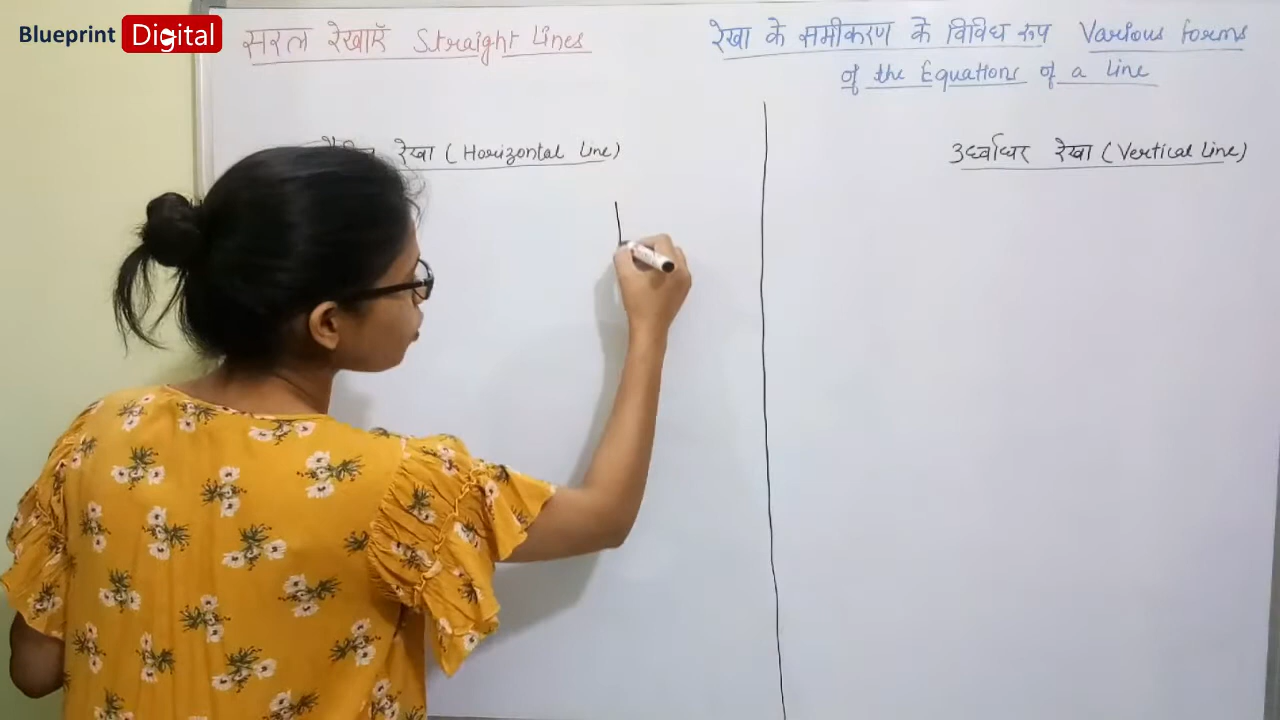 Blueprint Digital
सरल रेखाएँ Straight Lines
रेखा के समीकरण के विविध रूप Various forms
of the Equations of a Line
रेखा (Horizontal Line)
उर्ध्वाधर रेखा (Vertical Line)